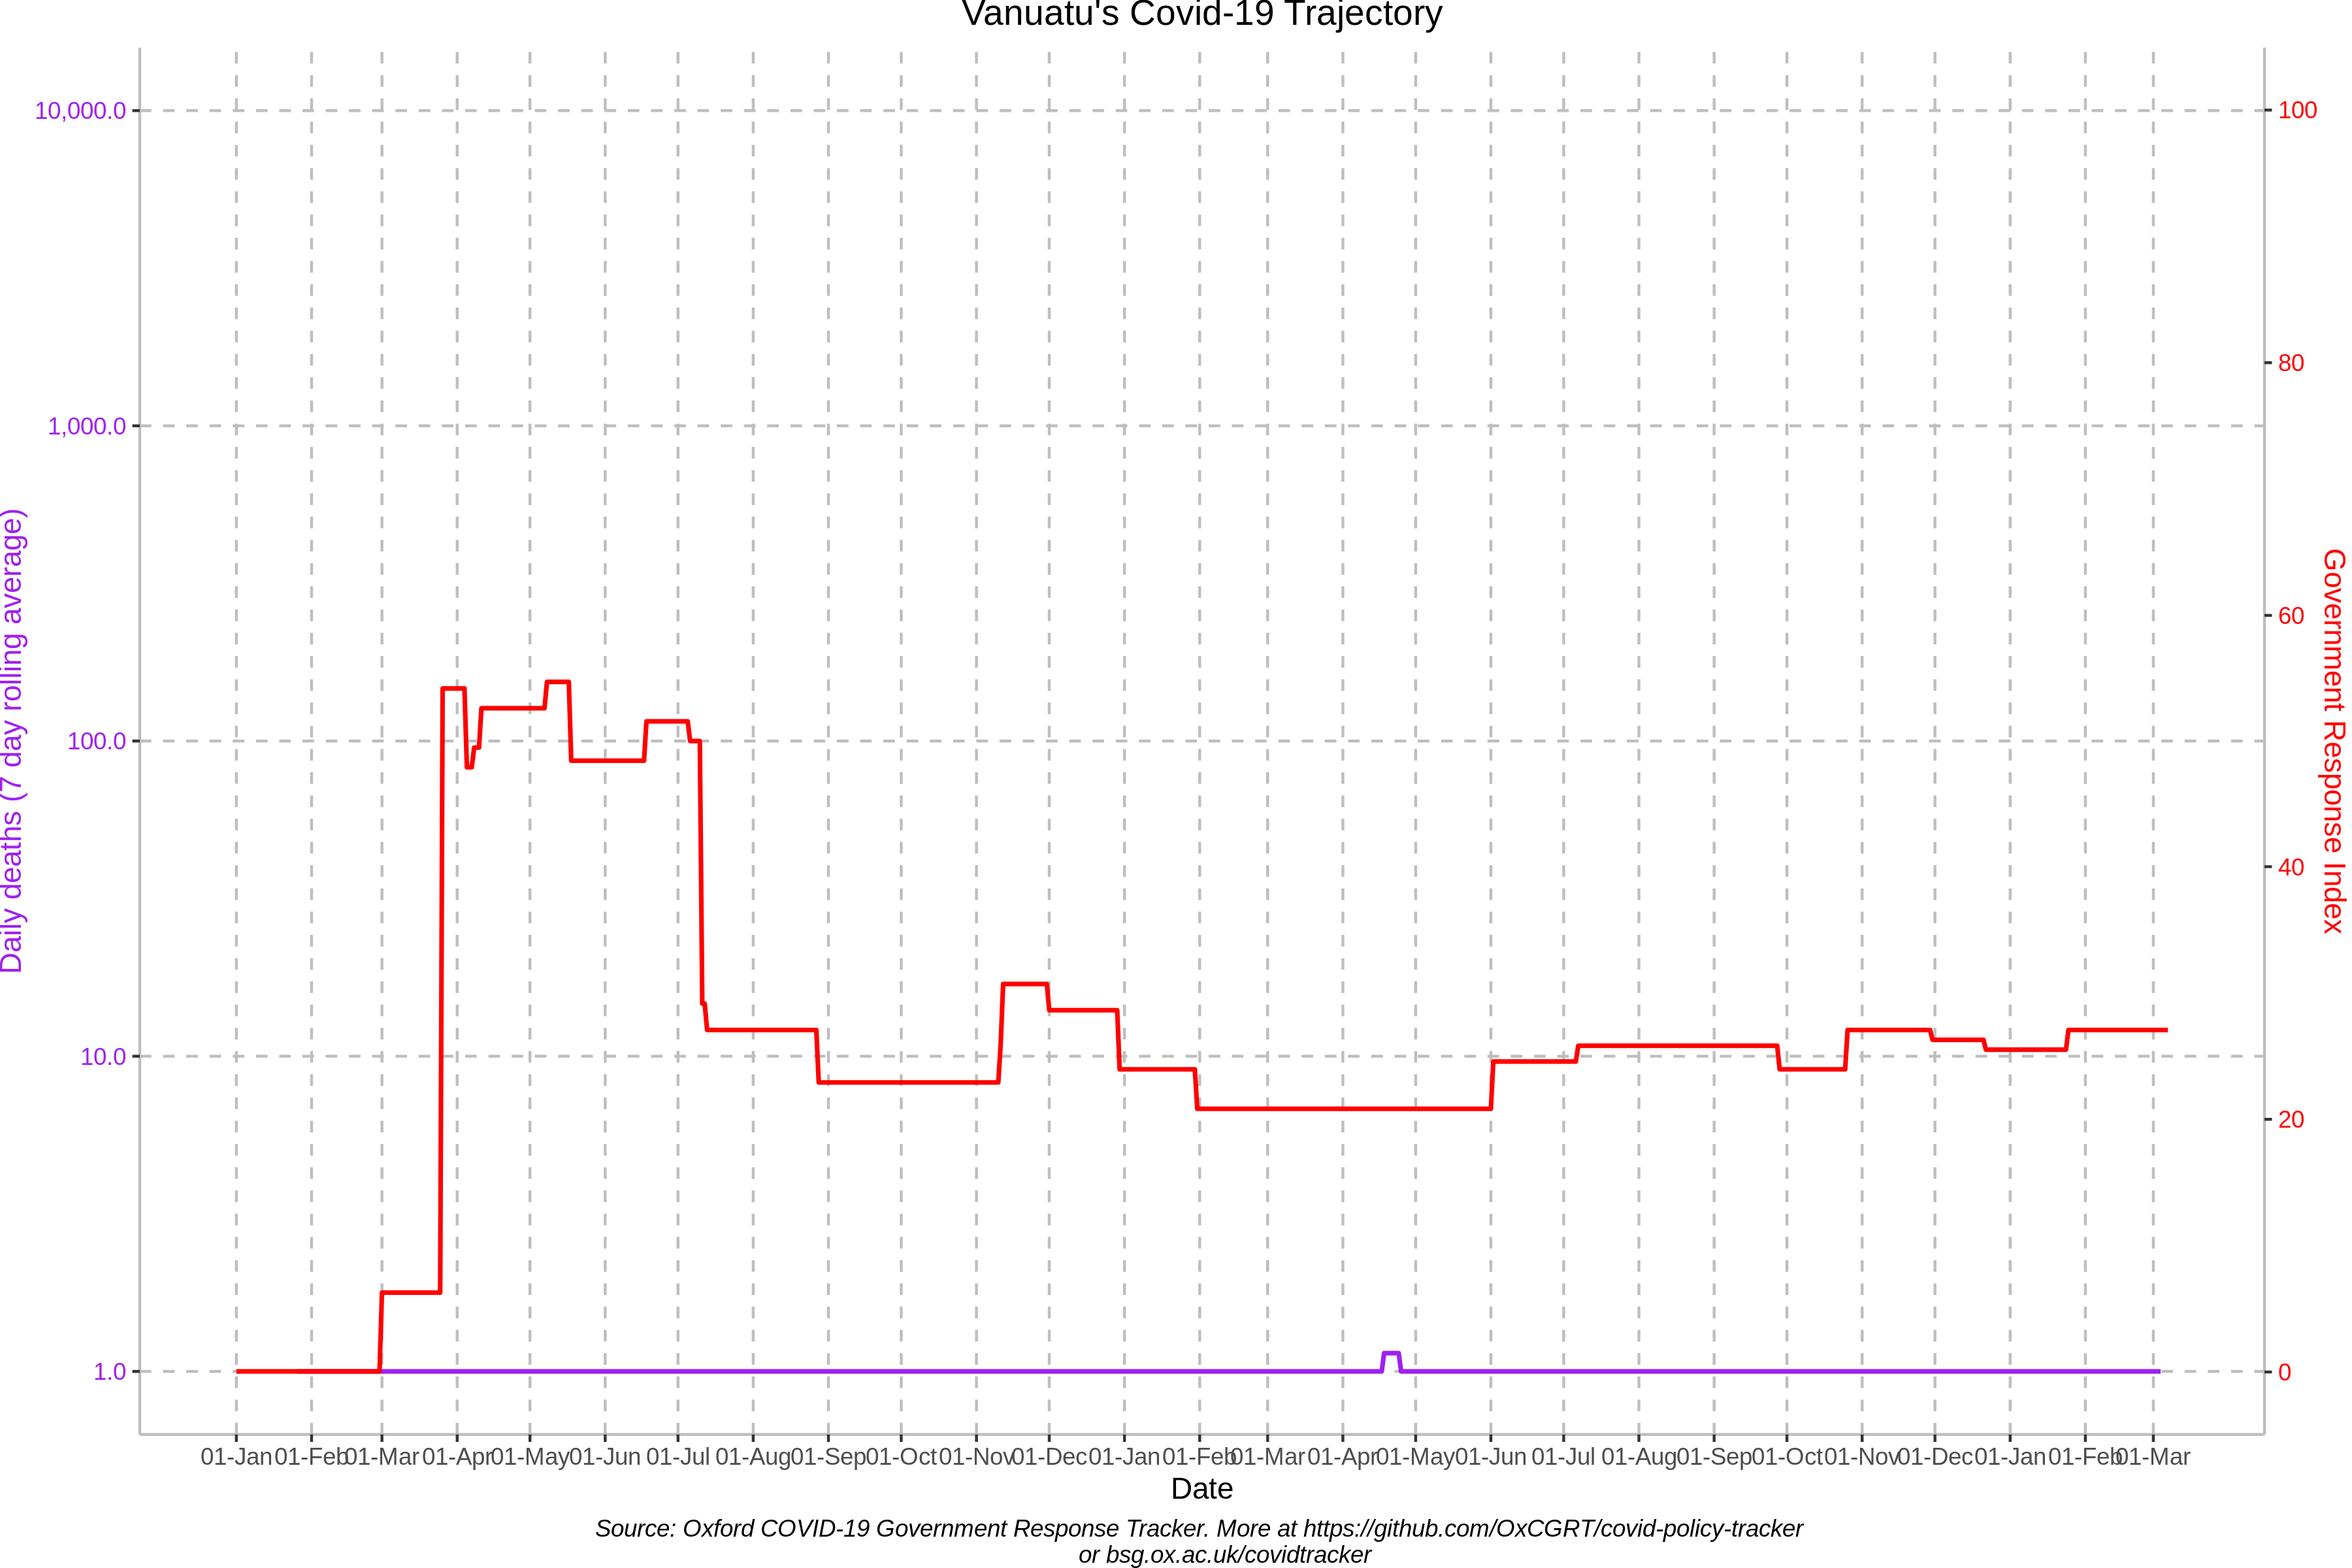 Vanuatu's Covid-19 Trajectory
10,000.0
1,000.0
100.0
10.0
1.0
Daily deaths (7 day rolling average)
100
80
60
40
20
0
Government Response Index
01-Jan 01-Feb 01-Mar 01-Apr 01-May 01-Jun 01-Jul 01-Aug 01-Sep 01-Oct 01-Nov 01-Dec 01-Jan 01-Feb 01-Mar 01-Apr 01-May 01-Jun 01-Jul 01-Aug 01-Sep 01-Oct 01-Nov 01-Dec 01-Jan 01-Feb 01-Mar
Date
Source: Oxford COVID-19 Government Response Tracker. More at https://github.com/OxCGRT/covid-policy-tracker
or bsg.ox.ac.uk/covidtracker